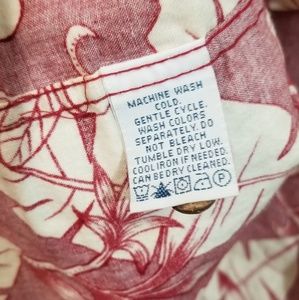 MACHINE WASH
COLD.
GENTLE CYCLE.
WASH COLORS
SEPARATELY. DO
NOT BLEACH
TUMBLE DRY LOW.
COOL IRON IF NEEDED.
CAN BE DRY CLEANED.
P